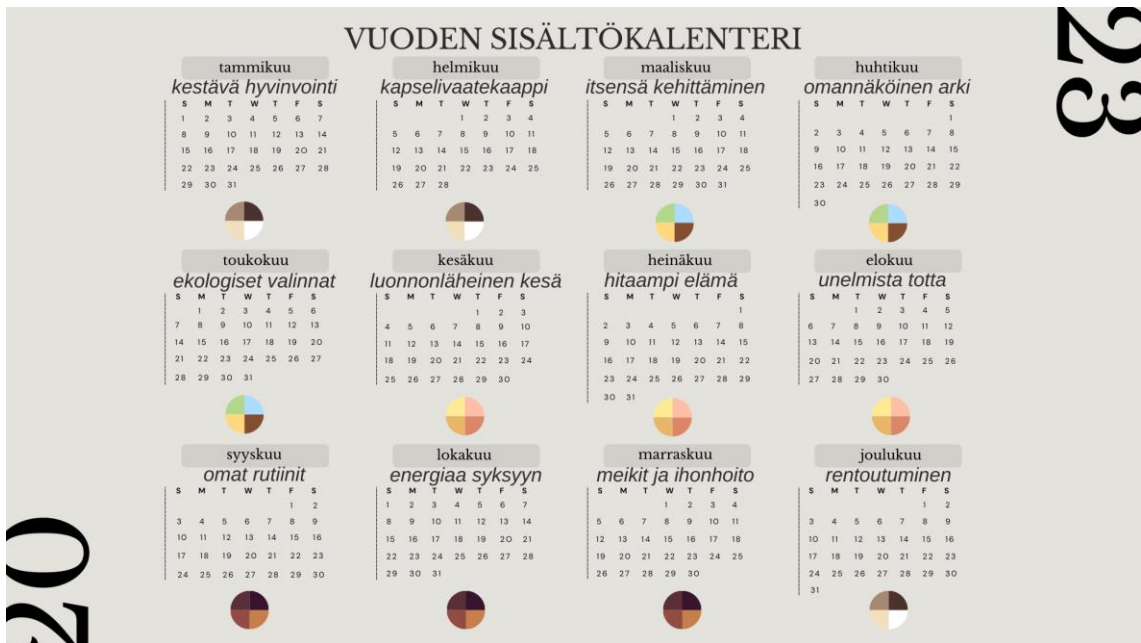 VUODEN SISÄLTÖKALENTERI
23
tammikuu
kestävä hyvinvointi
S M T W T F S
1 2 3 4 5 6 7
8 9 10 11 12 13 14
15 16 17 18 19 20 21
22 23 24 25 26 27 28
29 30 31
helmikuu
kapselivaatekaappi
S M T W T F S
1 2 3 4
5 6 7 8 9 10 11
12 13 14 15 16 17 18
19 20 21 22 23 24 25
26 27 28
maaliskuu
itsensä kehittäminen
S M T W T F S
1 2 3 4
5 6 7 8 9 10 11
12 13 14 15 16 17 18
19 20 21 22 23 24 25
26 27 28 29 30 31
huhtikuu
omannäköinen arki
S M T W T F S
1
2 3 4 5 6 7 8
9 10 11 12 13 14 15
16 17 18 19 20 21 22
23 24 25 26 27 28 29
30
toukokuu
ekologiset valinnat
S M T W T F S
1 2 3 4 5 6
7 8 9 10 11 12 13
14 15 16 17 18 19 20
21 22 23 24 25 26 27
28 29 30 31
kesäkuu
luonnonläheinen kesä
S M T W T F S
1 2 3
4 5 6 7 8 9 10
11 12 13 14 15 16 17
18 19 20 21 22 23 24
25 26 27 28 29 30
heinäkuu
hitaampi elämä
S M T W T F S
1
2 3 4 5 6 7 8
9 10 11 12 13 14 15
16 17 18 19 20 21 22
23 24 25 26 27 28 29
30 31
elokuu
unelmista totta
S M T W T F S
1 2 3 4 5
6 7 8 9 10 11 12
13 14 15 16 17 18 19
20 21 22 23 24 25 26
27 28 29 30
syyskuu
omat rutiinit
S M T W T F S
1 2
3 4 5 6 7 8 9
10 11 12 13 14 15 16
17 18 19 20 21 22 23
24 25 26 27 28 29 30
lokakuu
energiaa syksyyn
S M T W T F S
1 2 3 4 5 6 7
8 9 10 11 12 13 14
15 16 17 18 19 20 21
22 23 24 25 26 27 28
29 30 31
marraskuu
meikit ja ihonhoito
S M T W T F S
1 2 3 4
5 6 7 8 9 10 11
12 13 14 15 16 17 18
19 20 21 22 23 24 25
26 27 28 29 30
joulukuu
rentoutuminen
S M T W T F S
1 2
3 4 5 6 7 8 9
10 11 12 13 14 15 16
17 18 19 20 21 22 23
24 25 26 27 28 29 30
31
20